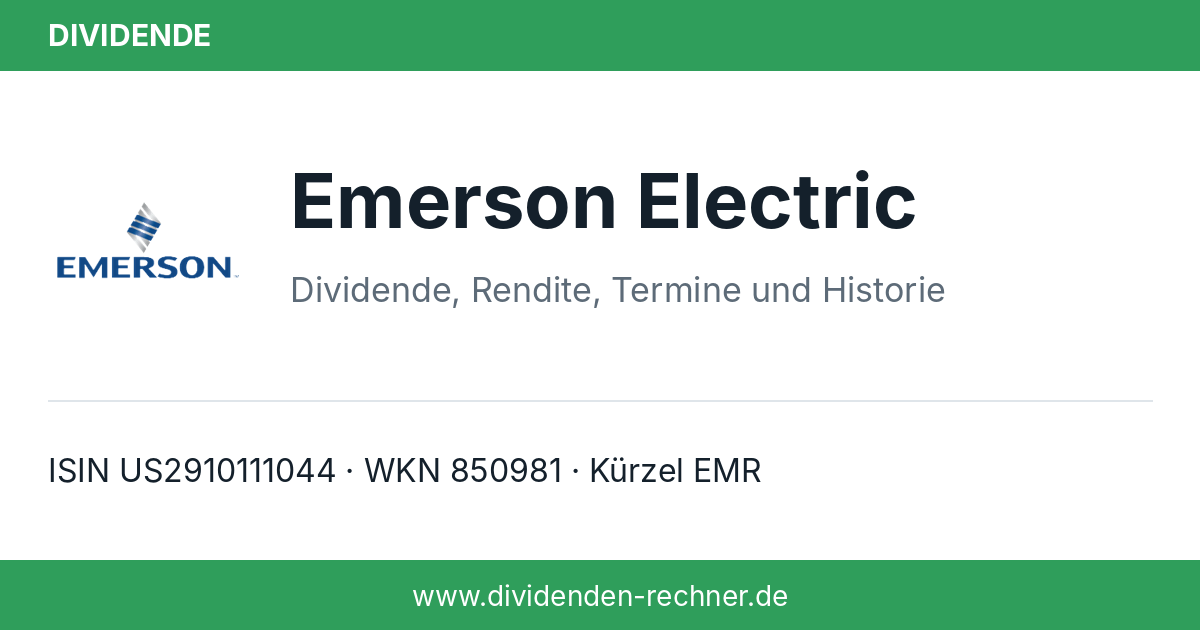 DIVIDENDE
Emerson Electric
EMERSON
Dividende, Rendite, Termine und Historie
ISIN US2910111044 · WKN 850981 · Kürzel EMR
www.dividenden-rechner.de